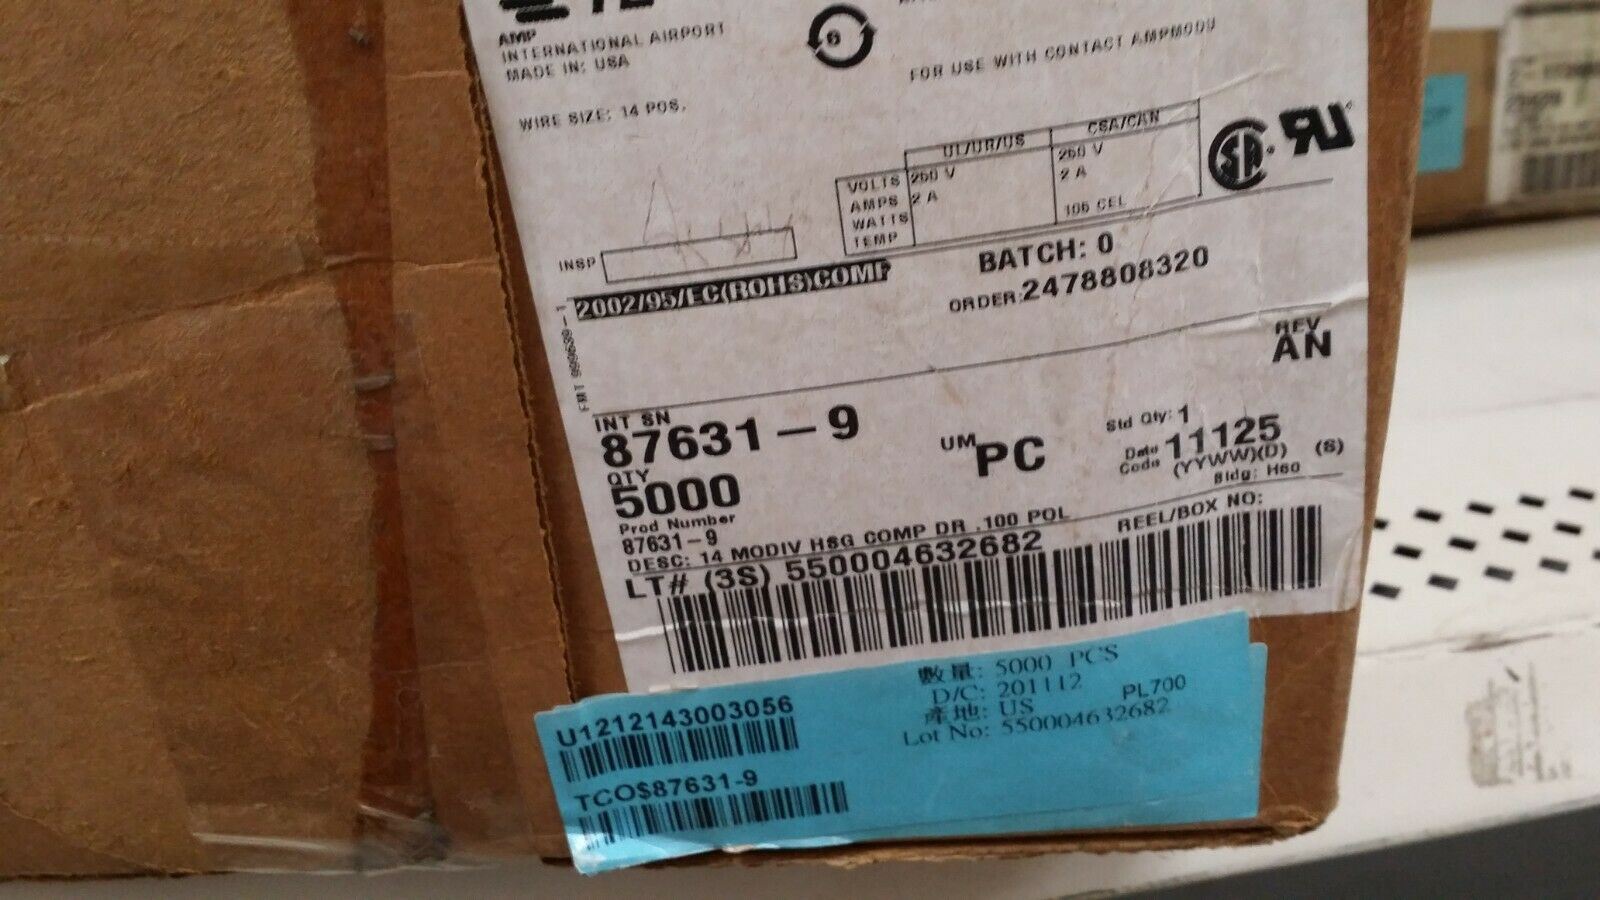 AMP
INTERNATIONAL AIRPORT
MADE IN: USA
6
FOR USE WITH CONTACT AMPMODU
WIRE SIZE: 14 POS.
UL/UR/US CSA/CAN
VOLTS 250 V 250 V
AMPS 2 A 2 A
WATTS
TEMP 105 CEL
INSP
2002/95/EC(ROHS)COMP
BATCH: 0
ORDER: 2478808320
REV
AN
INT SN
87631-9
UM PC
Std Qty: 1
Date Code 11125
(YYWW)(D) (S)
Bldg: H60
QTY
5000
Prod Number
87631-9
DESC: 14 MODIV HSG COMP DR .100 POL
REEL/BOX NO:
LT# (3S) 550004632682
U1212143003056
TCO$87631-9
數量: 5000 PCS
D/C: 201112
PL700
產地: US
Lot No: 550004632682